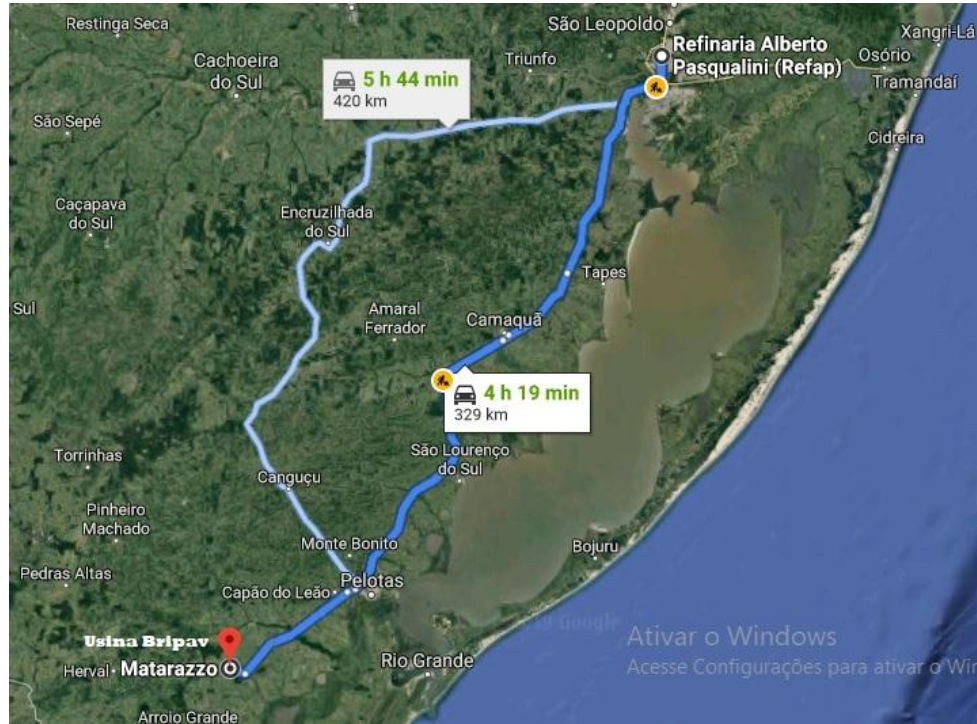 Restinga Seca
São Leopoldo
Xangri-Lá
Refinaria Alberto
Pasqualini (Refap)
Cachoeira
do Sul
Triunfo
Osório
Tramandaí
5 h 44 min
420 km
São Sepé
Cidreira
Caçapava
do Sul
Encruzilhada
do Sul
Tapes
Sul
Amaral
Ferrador
Camaquã
4 h 19 min
329 km
São Lourenço
do Sul
Torrinhas
Canguçu
Pinheiro
Machado
Monte Bonito
Bojuru
Pedras Altas
Pelotas
Capão do Leão
Google
Usina Bripav
Ativar o Windows
Herval
Matarazzo
Rio Grande
Acesse Configurações para ativar o Win
Arroio Grande